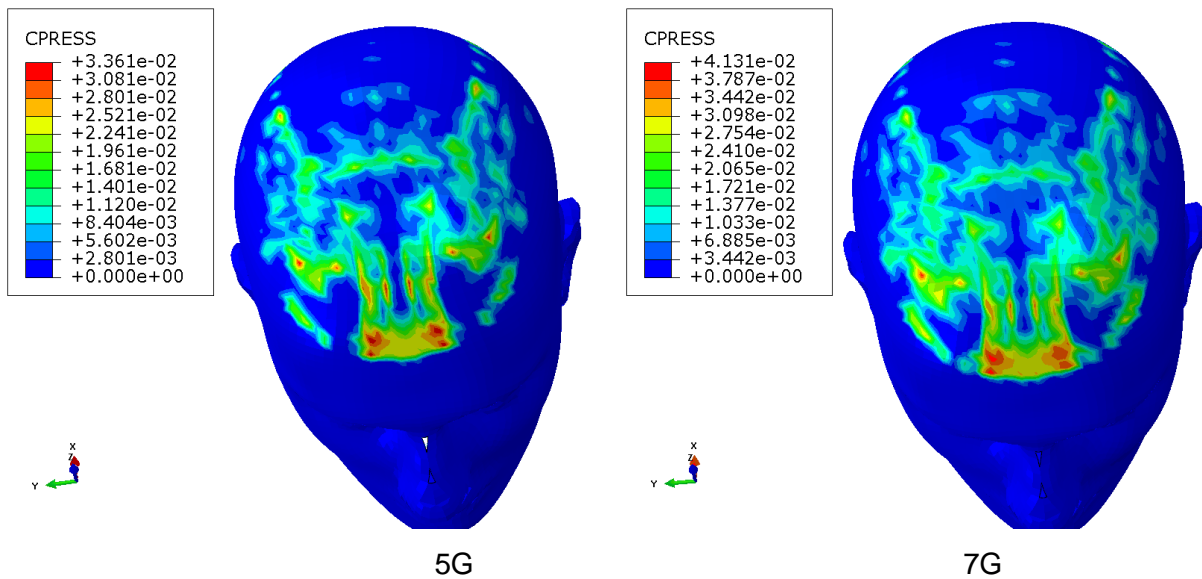 CPRESS
+3.361e-02
+3.081e-02
+2.801e-02
+2.521e-02
+2.241e-02
+1.961e-02
+1.681e-02
+1.401e-02
+1.120e-02
+8.404e-03
+5.602e-03
+2.801e-03
+0.000e+00
X
Z
Y
5G
CPRESS
+4.131e-02
+3.787e-02
+3.442e-02
+3.098e-02
+2.754e-02
+2.410e-02
+2.065e-02
+1.721e-02
+1.377e-02
+1.033e-02
+6.885e-03
+3.442e-03
+0.000e+00
X
Z
Y
7G